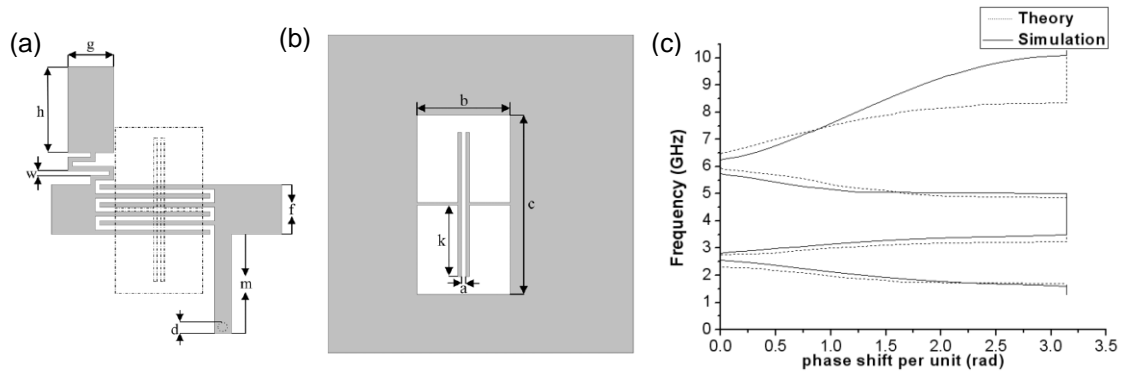 (a)
g
h
w
f
m
d
(b)
b
c
k
a
(c)
Theory
Simulation
Frequency (GHz)
10
9
8
7
6
5
4
3
2
1
0
0.0 0.5 1.0 1.5 2.0 2.5 3.0 3.5
phase shift per unit (rad)